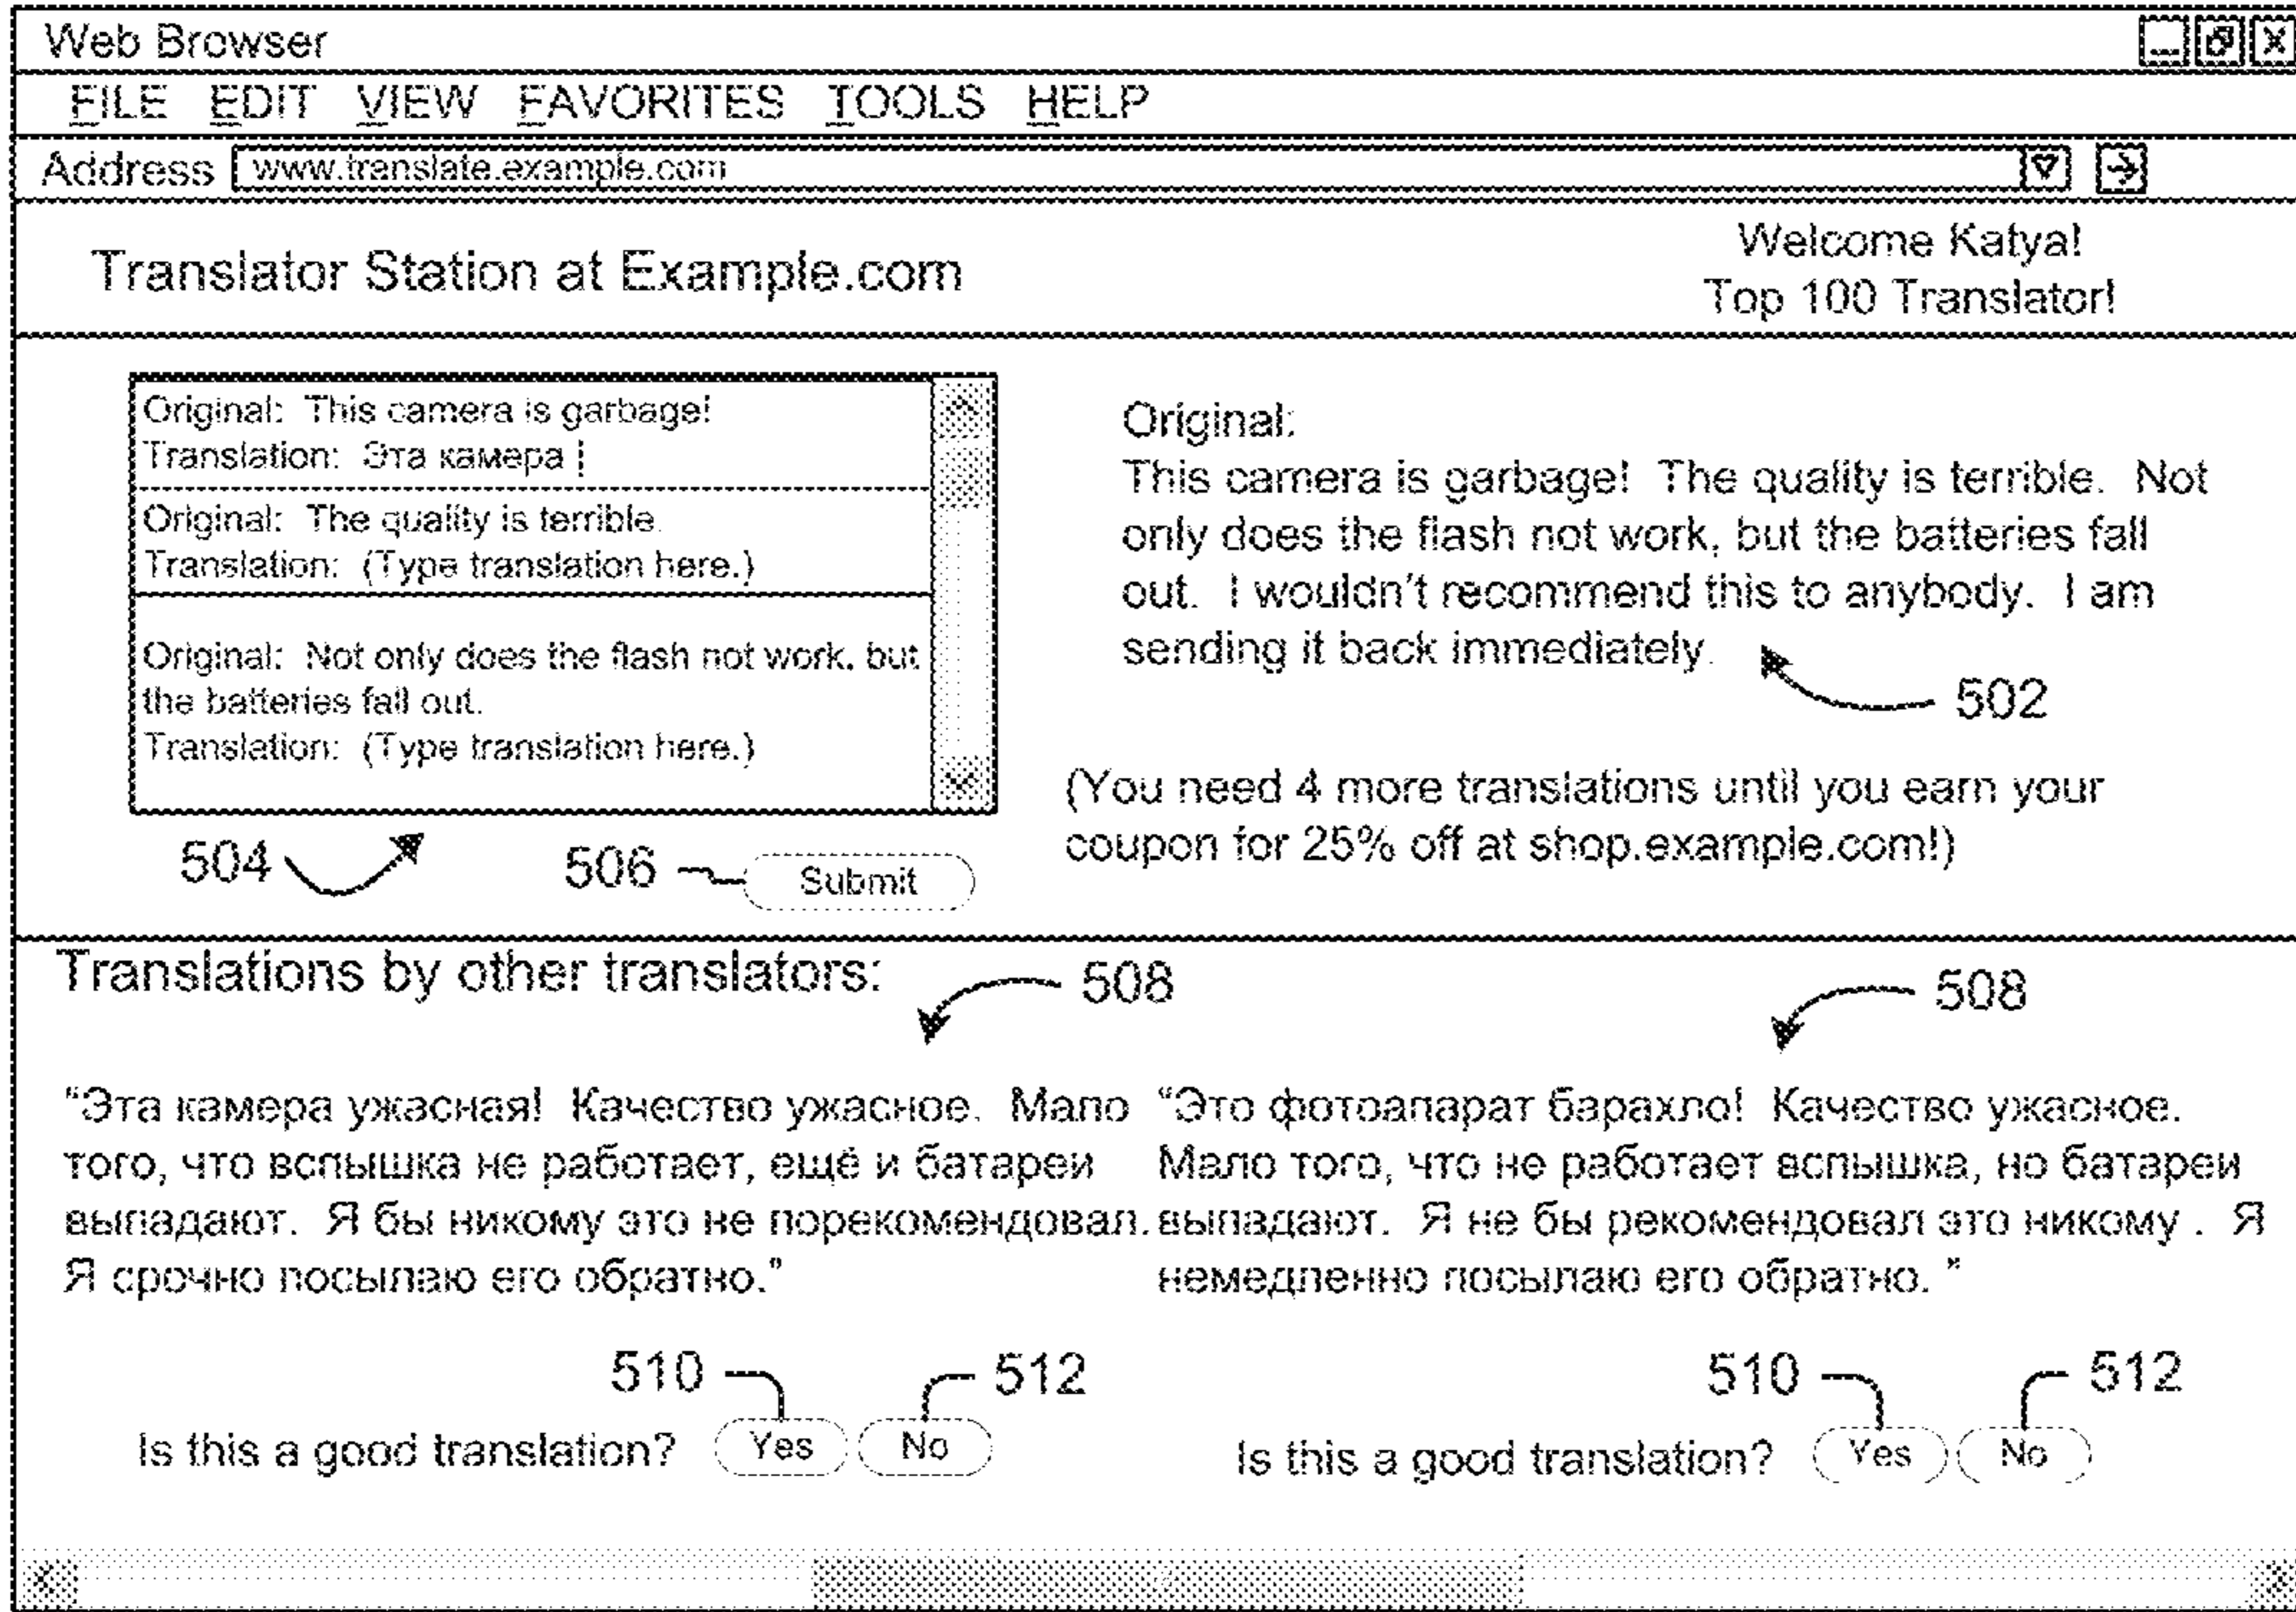 Web Browser
FILE EDIT VIEW FAVORITES TOOLS HELP
Address www.translate.example.com
Translator Station at Example.com
Welcome Katya!
Top 100 Translator!
Original: This camera is garbage!
Translation: Эта камера
Original: The quality is terrible.
Translation: (Type translation here.)
Original: Not only does the flash not work, but
the batteries fall out.
Translation: (Type translation here.)
504
506
Submit
Original:
This camera is garbage! The quality is terrible. Not
only does the flash not work, but the batteries fall
out. I wouldn't recommend this to anybody. I am
sending it back immediately.
502
(You need 4 more translations until you earn your
coupon for 25% off at shop.example.com!)
Translations by other translators:
508
508
“Эта камера ужасная! Качество ужасное. Мало
того, что вспышка не работает, ещё и батареи
выпадают. Я бы никому это не порекомендовал.
Я срочно посылаю его обратно.”
510
512
Is this a good translation? Yes No
“Это фотоапарат барахло! Качество ужасное.
Мало того, что не работает вспышка, но батареи
выпадают. Я не бы рекомендовал это никому . Я
немедленно посылаю его обратно. ”
510
512
Is this a good translation? Yes No